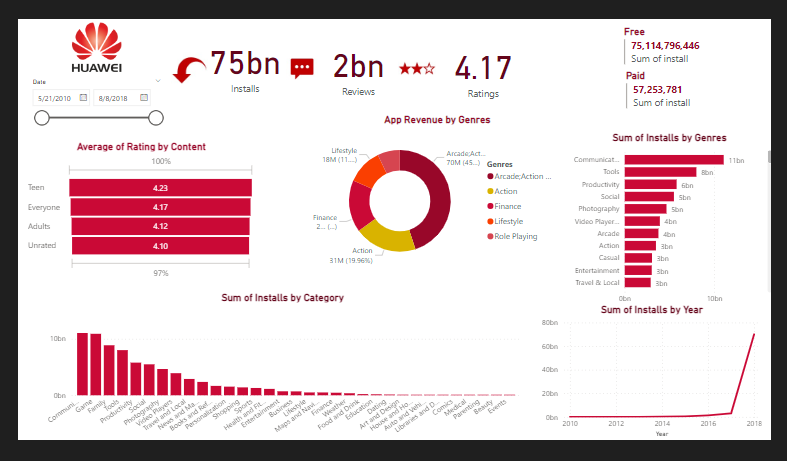 HUAWEI
Date
5/21/2010
8/8/2018
75bn
Installs
2bn
Reviews
4.17
Ratings
Free
75,114,796,446
Sum of install
Paid
57,253,781
Sum of install
Average of Rating by Content
100%
Teen 4.23
Everyone 4.17
Adults 4.12
Unrated 4.10
97%
App Revenue by Genres
Lifestyle
18M (11....)
Arcade;Act...
70M (45...)
Finance
2... (...)
Action
31M (19.96%)
Genres
Arcade;Action ...
Action
Finance
Lifestyle
Role Playing
Sum of Installs by Genres
Communicat... 11bn
Tools 8bn
Productivity 6bn
Social 5bn
Photography 5bn
Video Player... 4bn
Arcade 4bn
Action 3bn
Casual 3bn
Entertainment 3bn
Travel & Local 3bn
0bn 10bn
Sum of Installs by Category
10bn
0bn
Communi...
Game
Family
Tools
Productivity
Social
Photography
Video Players
Travel and Local
News and Ma...
Books and Ref...
Personalization
Shopping
Sports
Health and Fit...
Entertainment
Business
Lifestyle
Maps and Navi...
Finance
Weather
Food and Drink
Education
Dating
Art and Design
House and Ho...
Auto and Vehi...
Libraries and D...
Comics
Medical
Parenting
Beauty
Events
Sum of Installs by Year
80bn
60bn
40bn
20bn
0bn
2010 2012 2014 2016 2018
Year